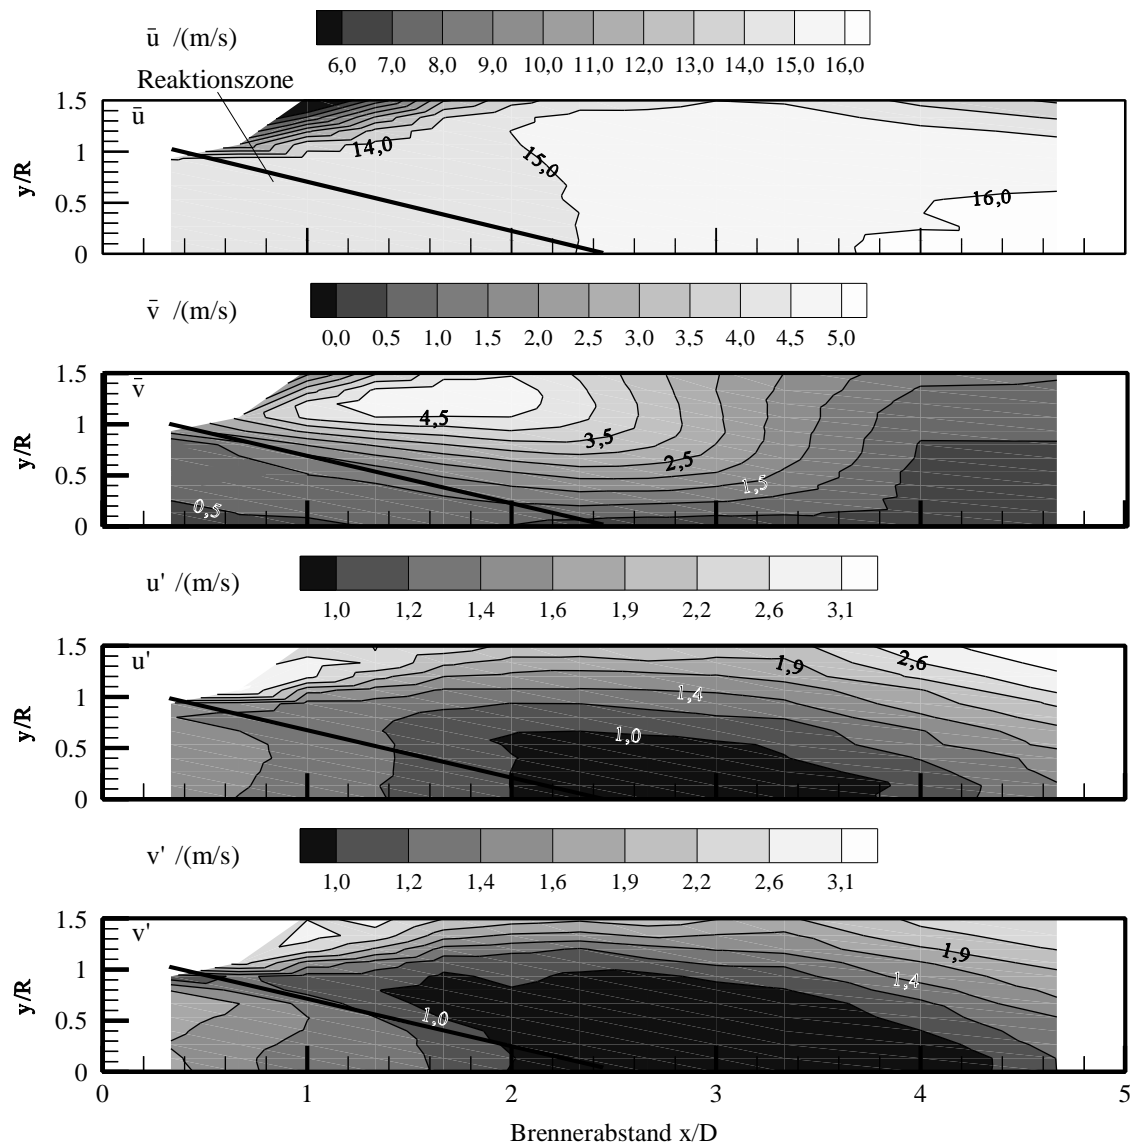 ū /(m/s)
6,0 7,0 8,0 9,0 10,0 11,0 12,0 13,0 14,0 15,0 16,0
Reaktionszone
1.5
ū
14,0
15,0
16,0
1
0.5
0
y/R
v̄ /(m/s)
0,0 0,5 1,0 1,5 2,0 2,5 3,0 3,5 4,0 4,5 5,0
1.5
v̄
4,5
3,5
2,5
1,5
0,5
1
0.5
0
y/R
u' /(m/s)
1,0 1,2 1,4 1,6 1,9 2,2 2,6 3,1
1.5
u'
1,9
2,6
1,4
1,0
1
0.5
0
y/R
v' /(m/s)
1,0 1,2 1,4 1,6 1,9 2,2 2,6 3,1
1.5
v'
1,9
1,4
1,0
1
0.5
0
y/R
0 1 2 3 4 5
Brennerabstand x/D